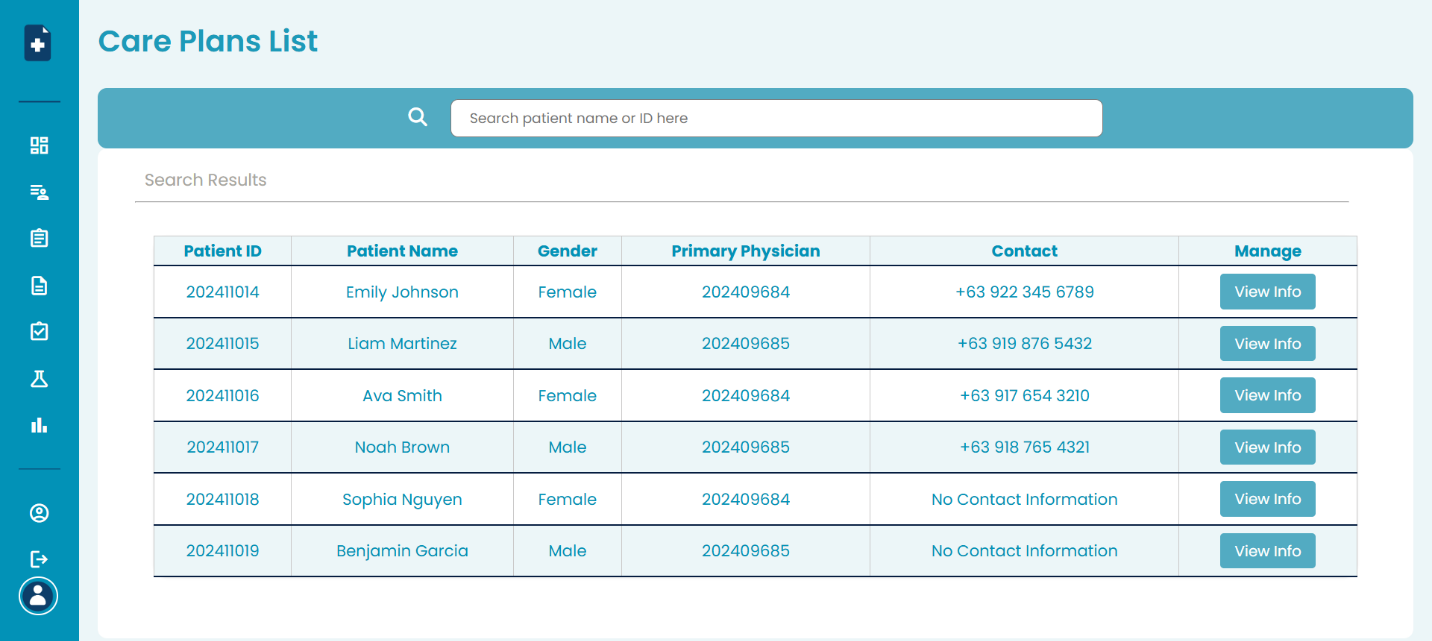 Care Plans List
Search patient name or ID here
Search Results
Patient ID Patient Name Gender Primary Physician Contact Manage
202411014 Emily Johnson Female 202409684 +63 922 345 6789 View Info
202411015 Liam Martinez Male 202409685 +63 919 876 5432 View Info
202411016 Ava Smith Female 202409684 +63 917 654 3210 View Info
202411017 Noah Brown Male 202409685 +63 918 765 4321 View Info
202411018 Sophia Nguyen Female 202409684 No Contact Information View Info
202411019 Benjamin Garcia Male 202409685 No Contact Information View Info